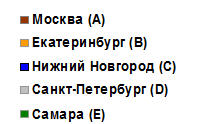 Москва (A)
Екатеринбург (B)
Нижний Новгород (C)
Санкт-Петербург (D)
Самара (E)